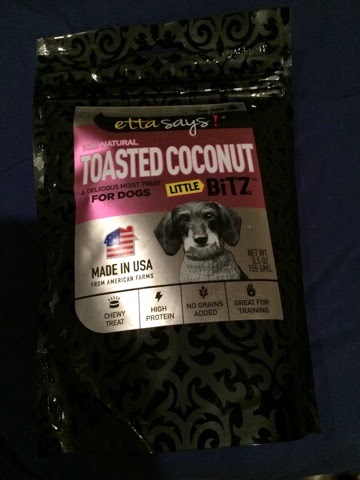 etta says!
100% NATURAL
TOASTED COCONUT
A DELICIOUS MOIST TREAT
FOR DOGS
LITTLE BiTZ™
MADE IN USA
FROM AMERICAN FARMS
NET WT
5.5 OZ
155 GMS.
CHEWY
TREAT
HIGH
PROTEIN
NO GRAINS
ADDED
GREAT FOR
TRAINING